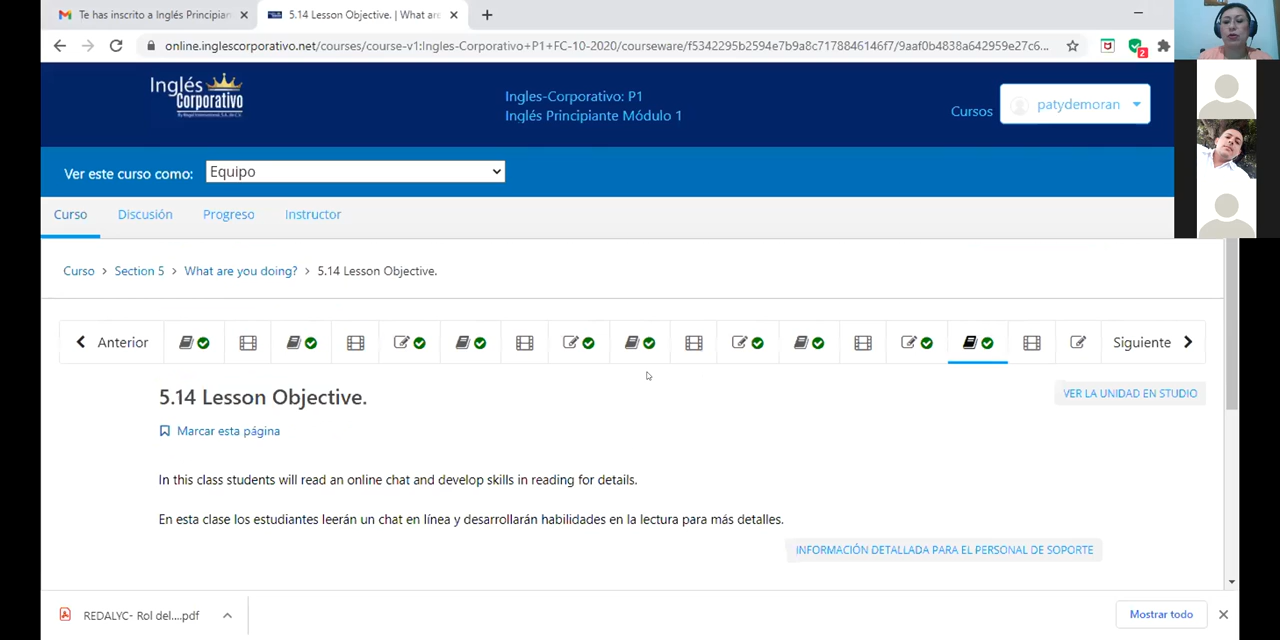 Te has inscrito a Inglés Principian
5.14 Lesson Objective. | What are
online.inglescorporativo.net/courses/course-v1:Ingles-Corporativo+P1+FC-10-2020/courseware/f5342295b2594e7b9a8c7178846146f7/9aaf0b4838a642959e27c6...
2
Inglés
Corporativo
Ingles-Corporativo: P1
Inglés Principiante Módulo 1
Cursos
patydemoran
Ver este curso como:
Equipo
Curso
Discusión
Progreso
Instructor
Curso > Section 5 > What are you doing? > 5.14 Lesson Objective.
Anterior
Siguiente
5.14 Lesson Objective.
VER LA UNIDAD EN STUDIO
Marcar esta página
In this class students will read an online chat and develop skills in reading for details.
En esta clase los estudiantes leerán un chat en línea y desarrollarán habilidades en la lectura para más detalles.
INFORMACIÓN DETALLADA PARA EL PERSONAL DE SOPORTE
REDALYC- Rol del....pdf
Mostrar todo